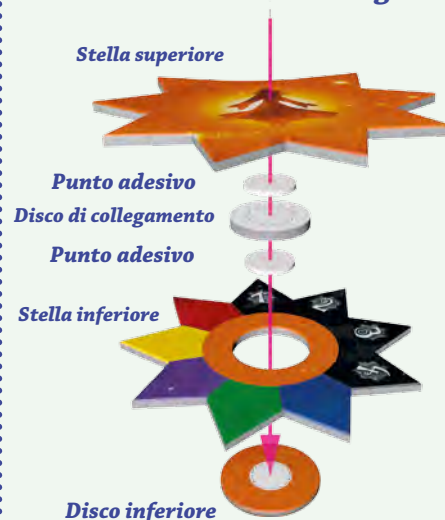 Stella superiore
Punto adesivo
Disco di collegamento
Punto adesivo
Stella inferiore
Disco inferiore